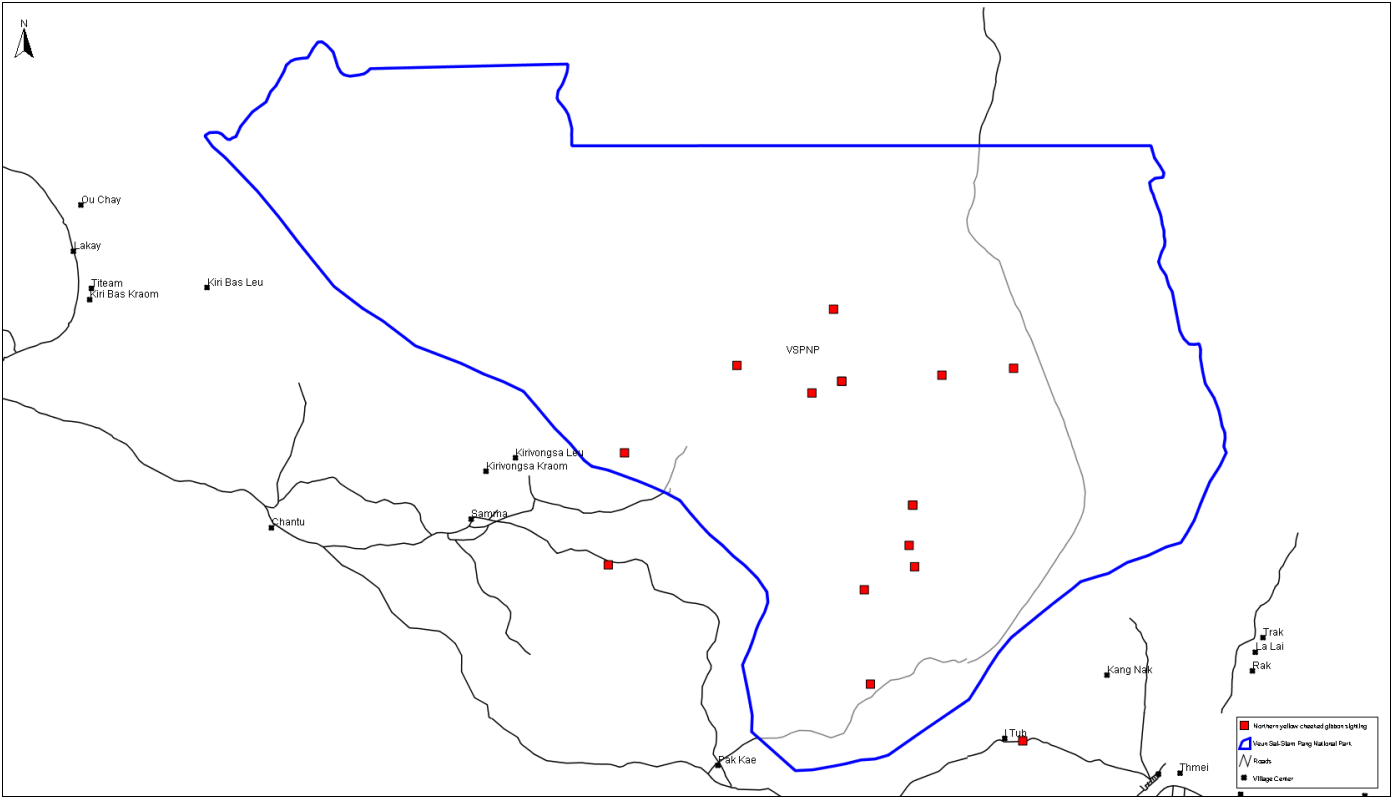 N
Ou Chay
Lakay
Titeam
Kiri Bas Kraom
Kiri Bas Leu
VSPNP
Kirivongsa Leu
Kirivongsa Kraom
Samma
Chantu
Trak
La Lai
Rak
Kang Nak
I Tub
Pak Kae
Thmei
Northern yellow cheeked gibbon sighting
Veun Sai-Siem Pang National Park
Roads
Village Center